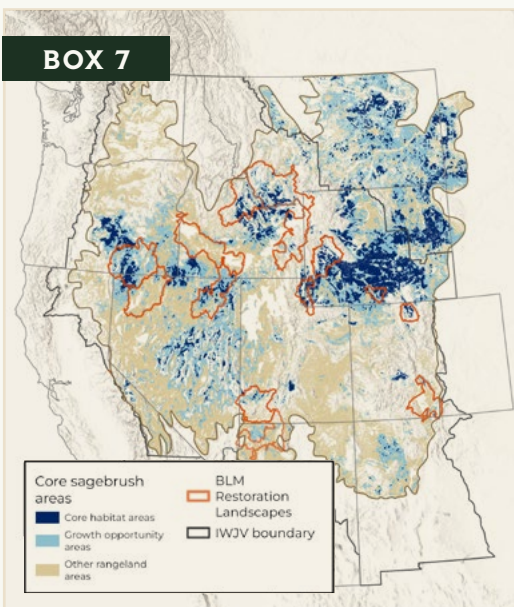 BOX 7
Core sagebrush
areas
Core habitat areas
Growth opportunity
areas
Other rangeland
areas
BLM
Restoration
Landscapes
IWJV boundary